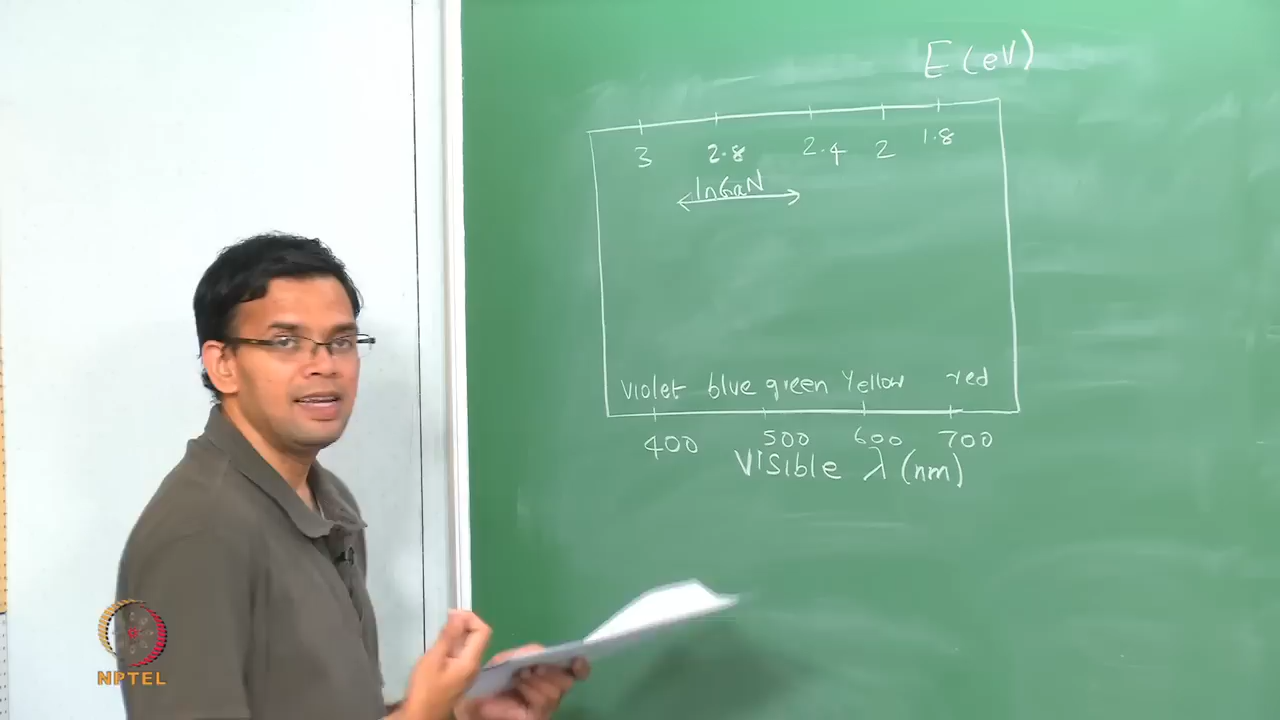 E (eV)
3 2.8 2.4 2 1.8
InGaN
Violet blue green Yellow red
400 500 600 700
Visible λ (nm)
NPTEL